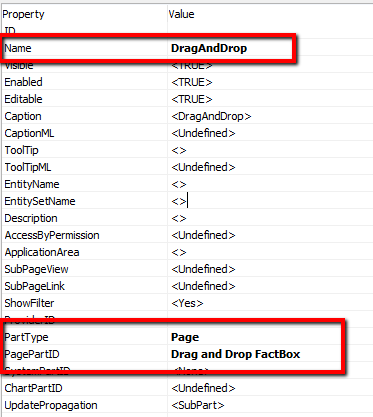 Property Value
ID
Name DragAndDrop
Visible <TRUE>
Enabled <TRUE>
Editable <TRUE>
Caption <DragAndDrop>
CaptionML <Undefined>
ToolTip <>
ToolTipML <Undefined>
EntityName <>
EntitySetName <>
Description <>
AccessByPermission <Undefined>
ApplicationArea <>
SubPageView <Undefined>
SubPageLink <Undefined>
ShowFilter <Yes>
ProviderID
PartType Page
PagePartID Drag and Drop FactBox
SystemPartID <None>
ChartPartID <Undefined>
UpdatePropagation <SubPart>